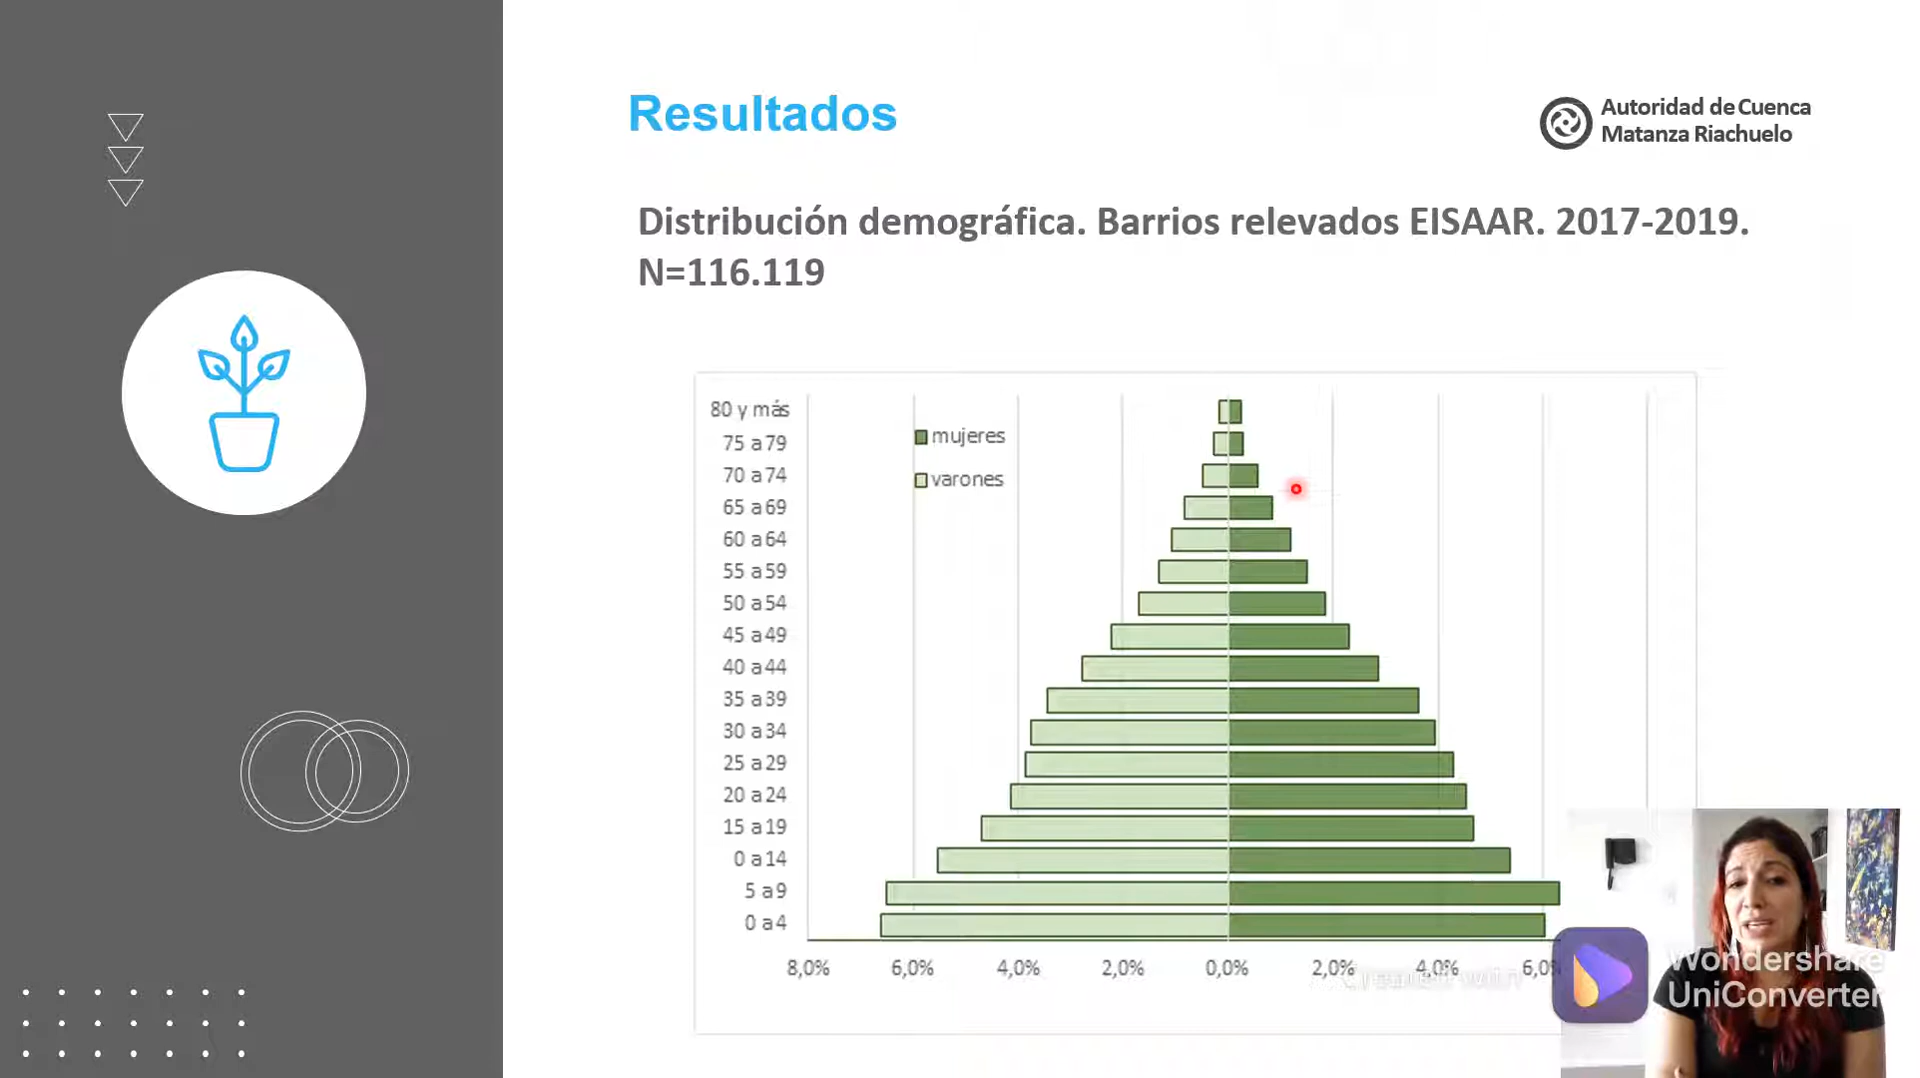 Resultados
Autoridad de Cuenca
Matanza Riachuelo
Distribución demográfica. Barrios relevados EISAAR. 2017-2019.
N=116.119
80 y más
75 a 79
70 a 74
65 a 69
60 a 64
55 a 59
50 a 54
45 a 49
40 a 44
35 a 39
30 a 34
25 a 29
20 a 24
15 a 19
0 a 14
5 a 9
0 a 4
mujeres
varones
8,0% 6,0% 4,0% 2,0% 0,0% 2,0% 4,0%
Wondershare
UniConverter